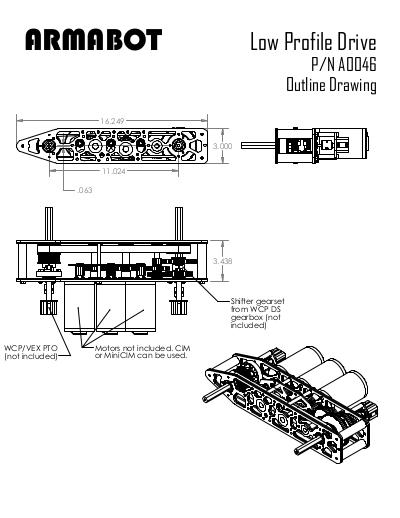 ARMABOT
Low Profile Drive
P/N A0046
Outline Drawing
16.249
3.000
11.024
.063
3.438
Shifter gearset
from WCP DS
gearbox (not
included)
WCP/VEX PTO
(not included)
Motors not included. CIM
or MiniCIM can be used.